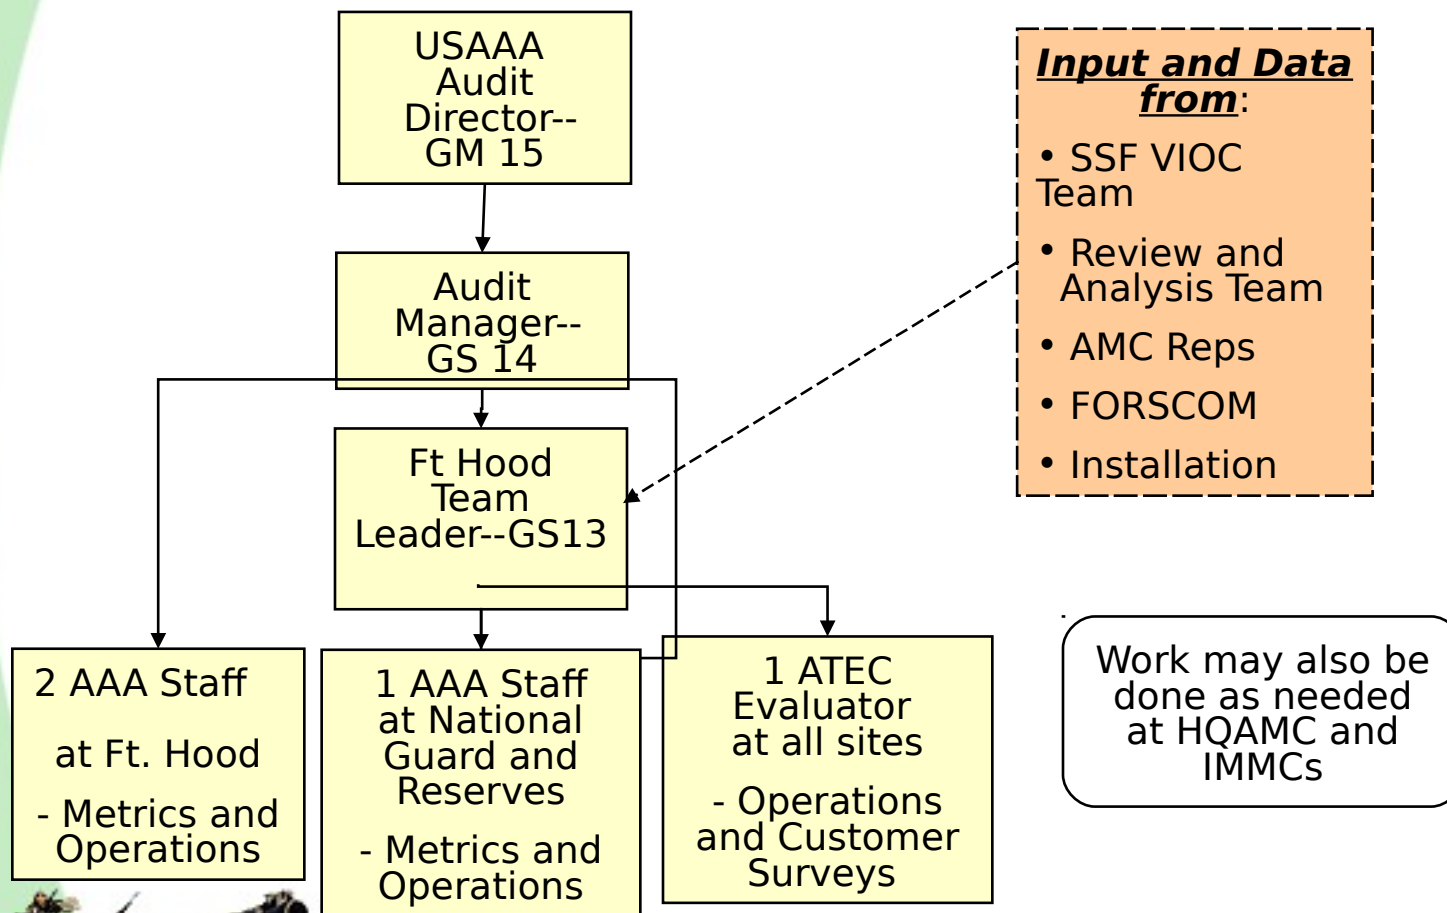 USAAA
Audit
Director--
GM 15
Input and Data
from:
• SSF VIOC
Team
• Review and
Analysis Team
• AMC Reps
• FORSCOM
• Installation
Audit
Manager--
GS 14
Ft Hood
Team
Leader--GS13
2 AAA Staff
at Ft. Hood
- Metrics and
Operations
1 AAA Staff
at National
Guard and
Reserves
- Metrics and
Operations
1 ATEC
Evaluator
at all sites
- Operations
and Customer
Surveys
Work may also be
done as needed
at HQAMC and
IMMCs